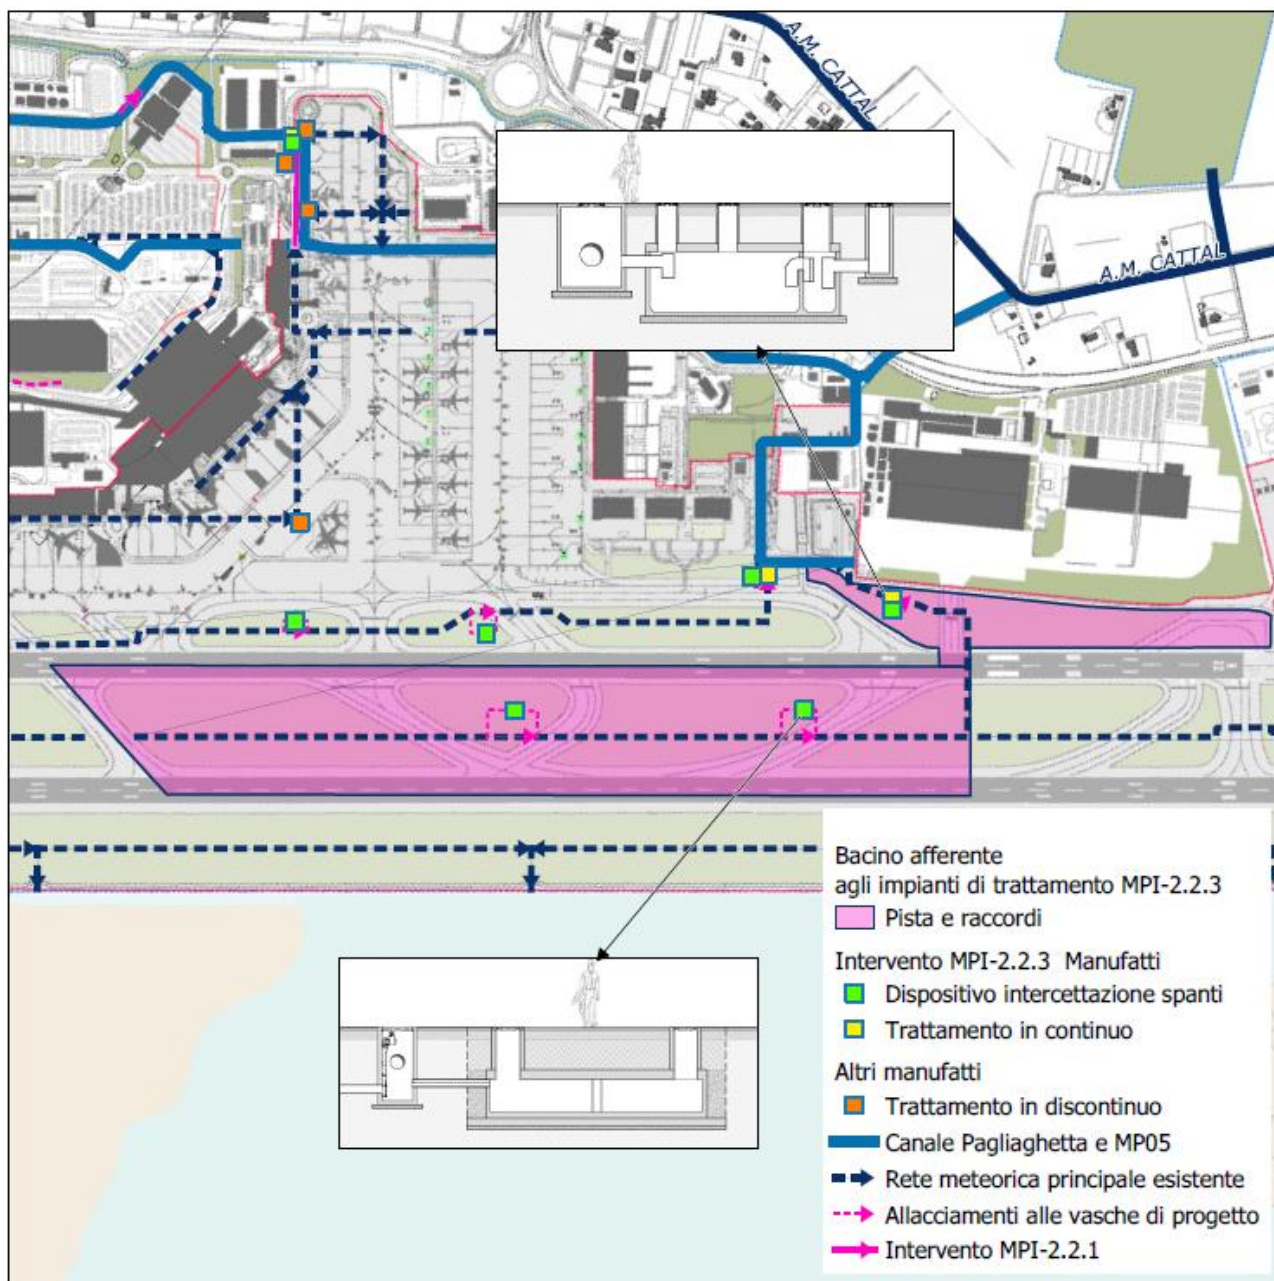 A.M. CATTAL
A.M. CATTAL
Bacino afferente
agli impianti di trattamento MPI-2.2.3
Pista e raccordi
Intervento MPI-2.2.3 Manufatti
Dispositivo intercettazione spanti
Trattamento in continuo
Altri manufatti
Trattamento in discontinuo
Canale Pagliaghetta e MP05
Rete meteorica principale esistente
Allacciamenti alle vasche di progetto
Intervento MPI-2.2.1